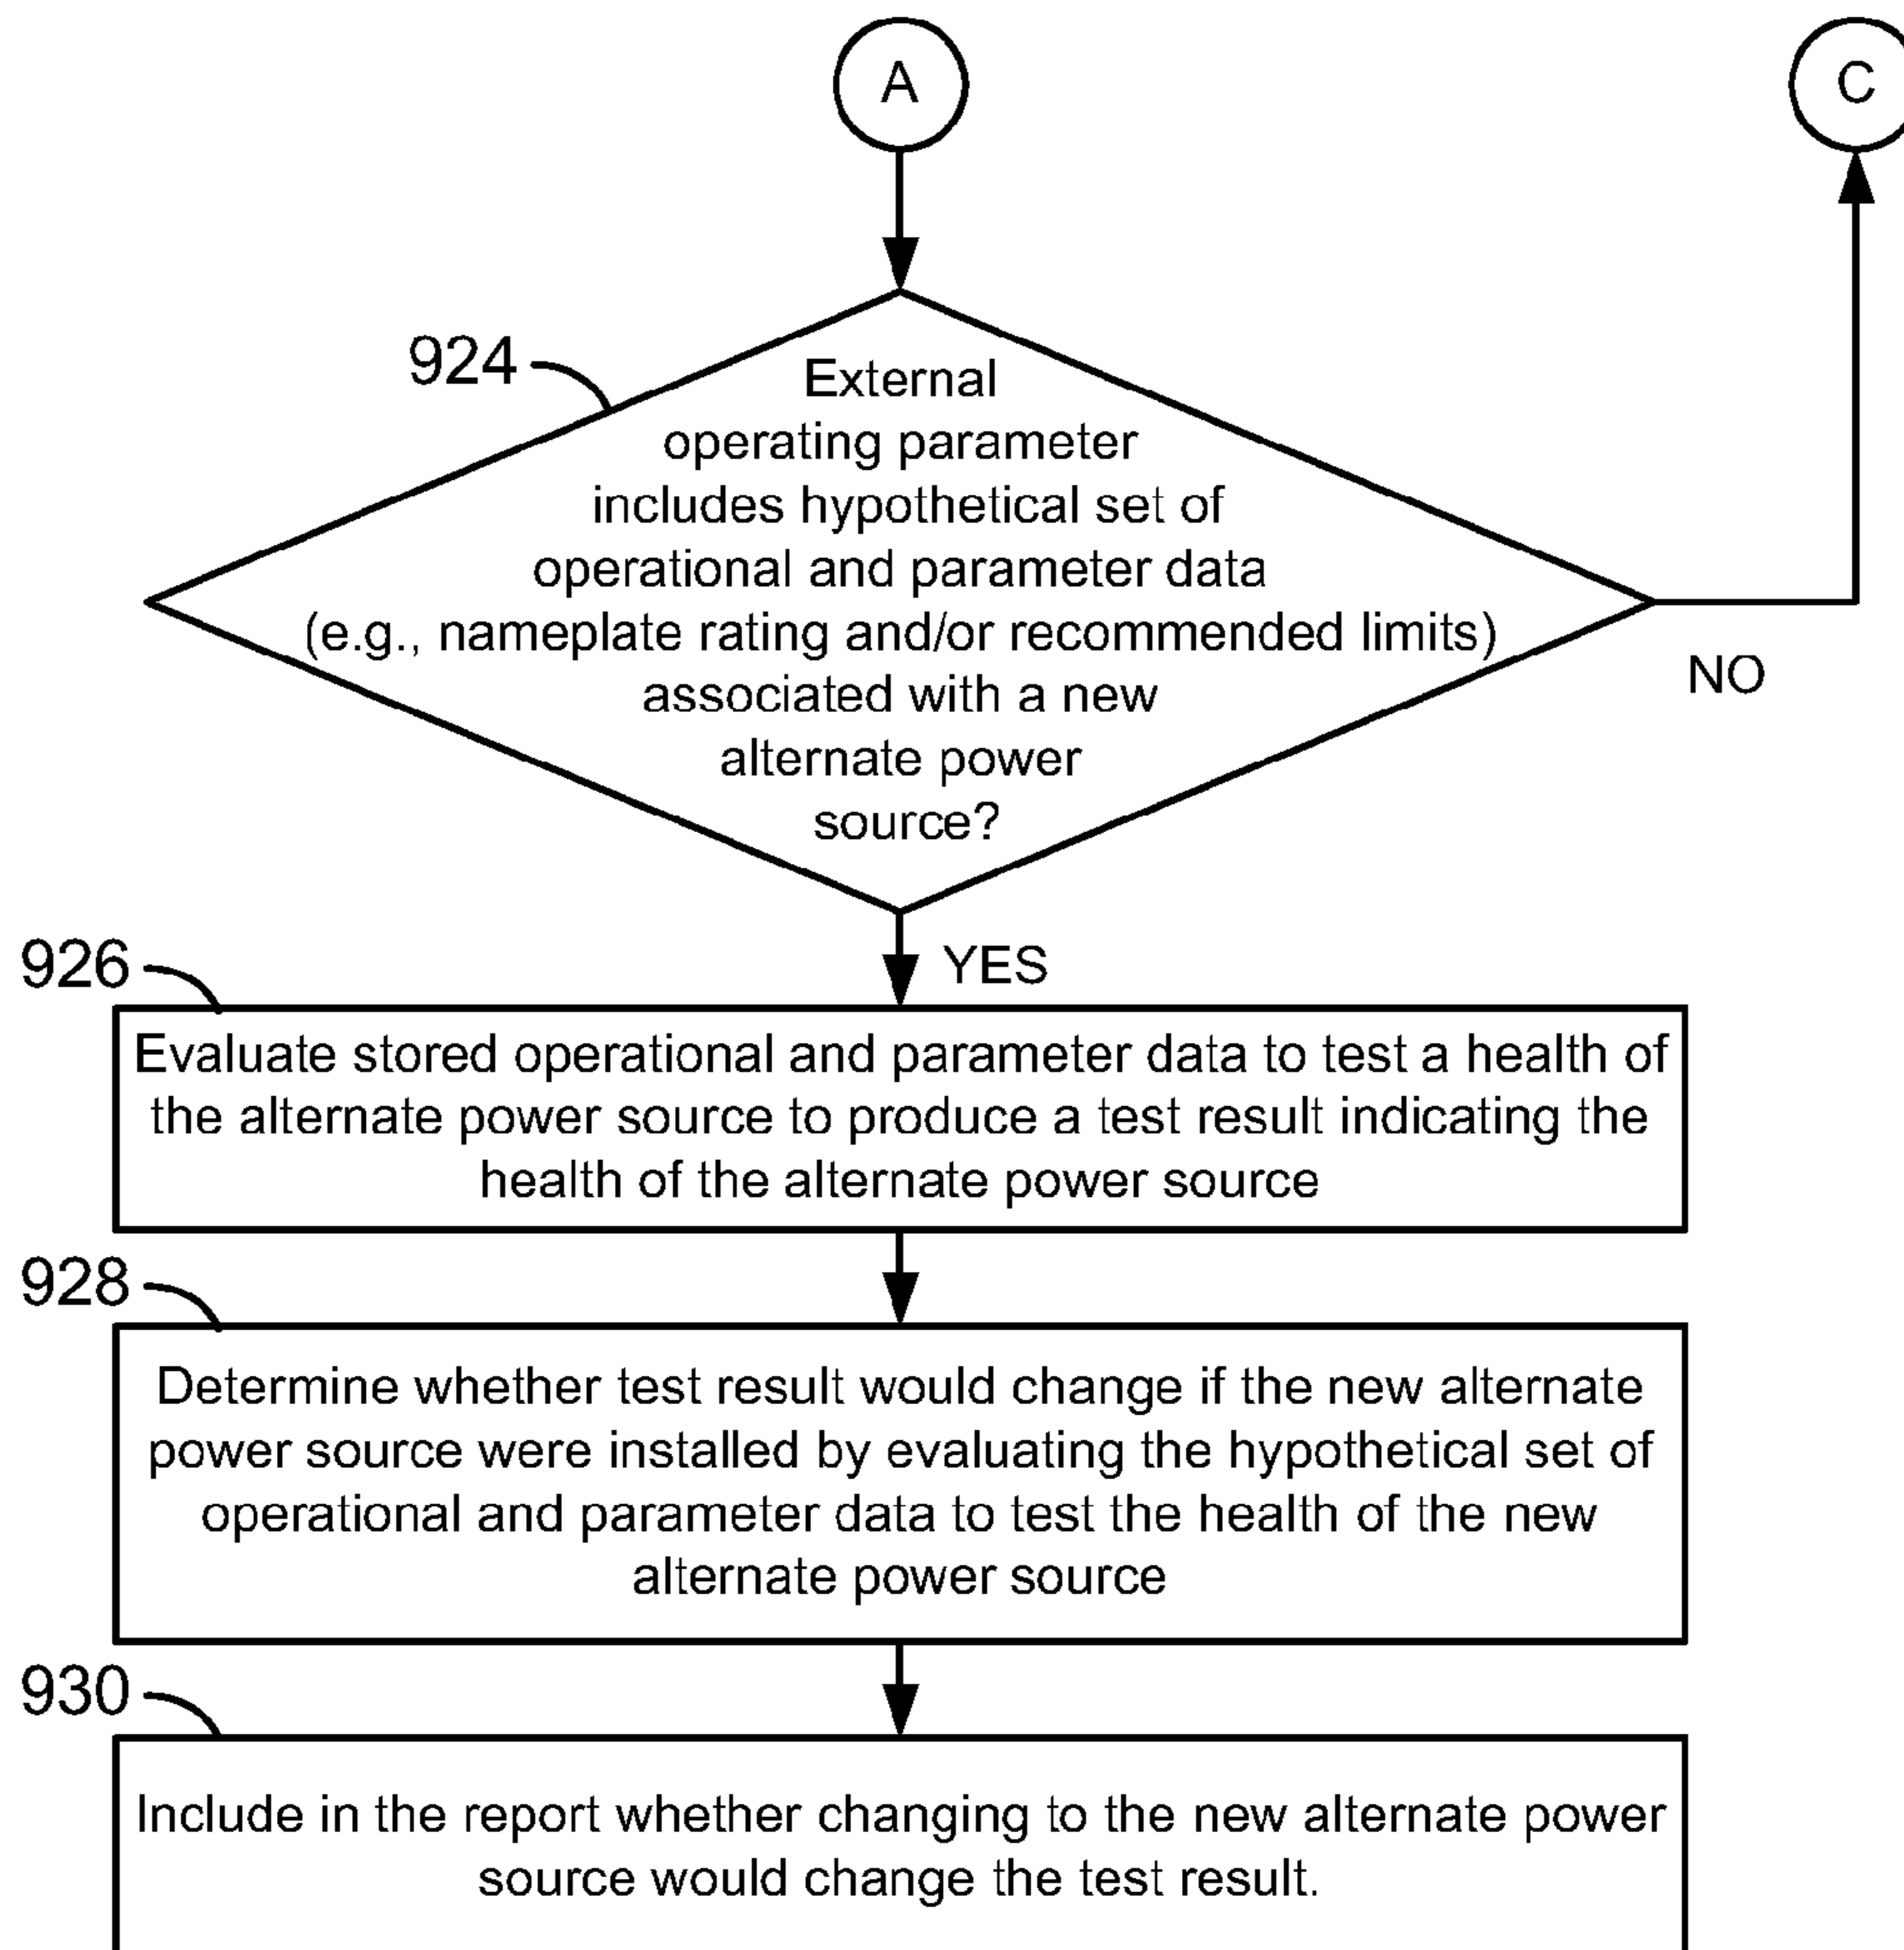 A
C
924
External
operating parameter
includes hypothetical set of
operational and parameter data
(e.g., nameplate rating and/or recommended limits)
associated with a new
alternate power
source?
NO
YES
926
Evaluate stored operational and parameter data to test a health of
the alternate power source to produce a test result indicating the
health of the alternate power source
928
Determine whether test result would change if the new alternate
power source were installed by evaluating the hypothetical set of
operational and parameter data to test the health of the new
alternate power source
930
Include in the report whether changing to the new alternate power
source would change the test result.